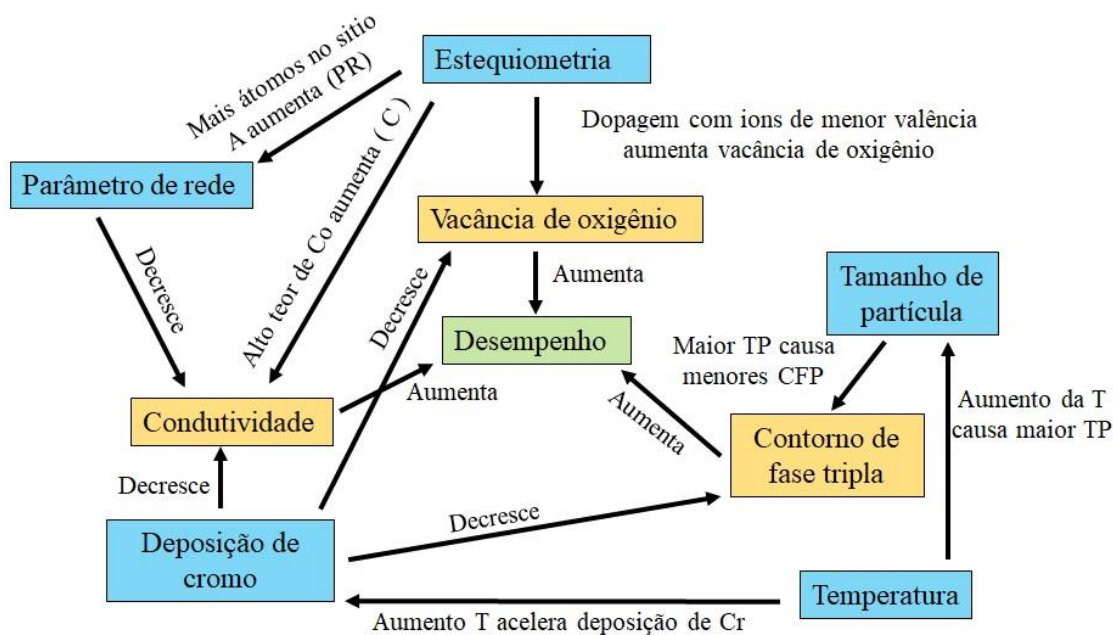 Estequiometria
Mais átomos no sitio
A aumenta (PR)
Dopagem com ions de menor valência
aumenta vacância de oxigênio
Parâmetro de rede
Alto teor de Co aumenta ( C )
Vacância de oxigênio
Decresce
Decresce
Aumenta
Tamanho de
partícula
Desempenho
Maior TP causa
menores CFP
Aumenta
Aumenta
Aumento da T
causa maior TP
Condutividade
Contorno de
fase tripla
Decresce
Decresce
Deposição de
cromo
Temperatura
Aumento T acelera deposição de Cr